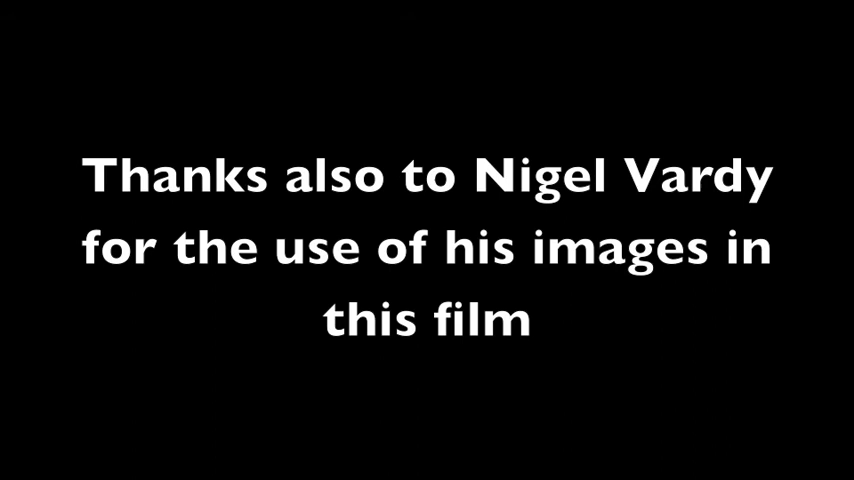 Thanks also to Nigel Vardy
for the use of his images in
this film